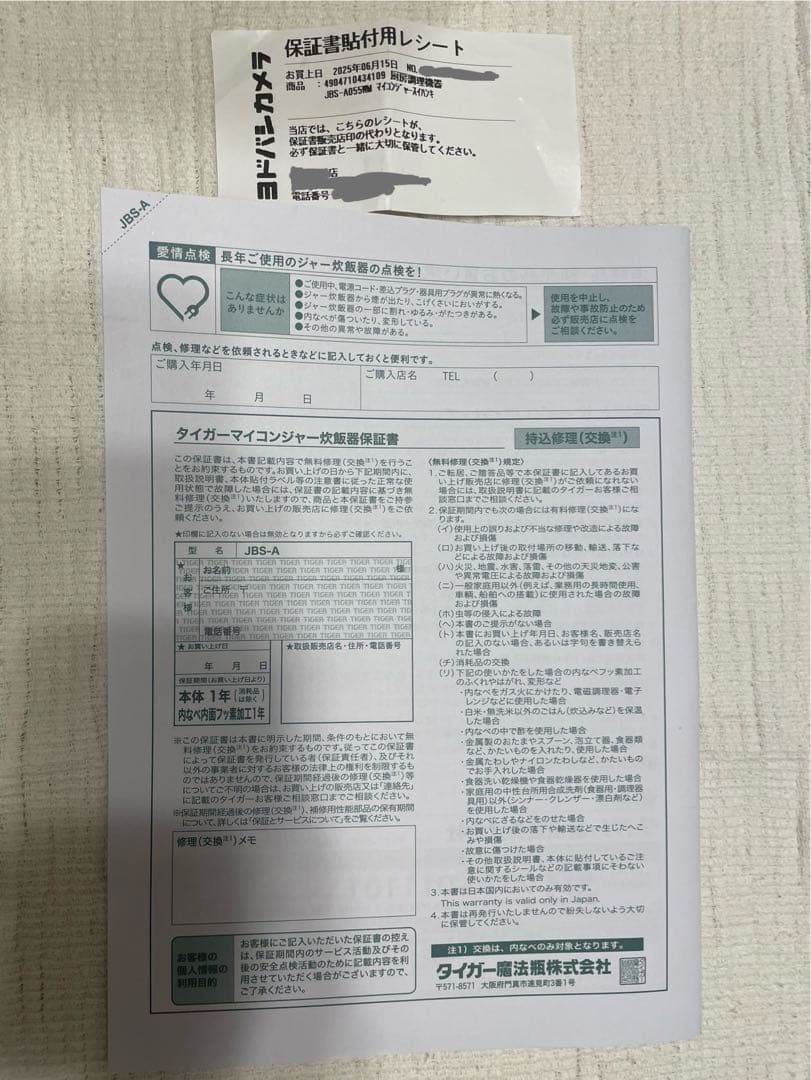 ヨドバシカメラ
保証書貼付用レシート
お買上日 2025年06月15日 NO.
商品 : 4904710434109 厨房調理機器
JBS-A055WM マイコンジャースイハンキ
当店では、こちらのレシートが、
保証書販売店印の代わりとなります。
必ず保証書と一緒に大切に保管してください。
店
電話番号
JBS-A
愛情点検 長年ご使用のジャー炊飯器の点検を!
こんな症状は
ありませんか
●ご使用中、電源コード・差込プラグ・器具用プラグが異常に熱くなる。
●ジャー炊飯器から煙が出たり、こげくさいにおいがする。
●ジャー炊飯器の一部に割れ・ゆるみ・がたつきがある。
●内なべが傷ついたり、変形している。
●その他の異常や故障がある。
使用を中止し、
故障や事故防止のため
必ず販売店に点検を
ご相談ください。
点検、修理などを依頼されるときなどに記入しておくと便利です。
ご購入年月日
年 月 日
ご購入店名 TEL ( )
タイガーマイコンジャー炊飯器保証書
持込修理(交換注1)
この保証書は、本書記載内容で無料修理(交換注1)を行うこ
とをお約束するものです。お買い上げの日から下記期間内に、
取扱説明書、本体貼付ラベル等の注意書に従った正常な使
用状態で故障した場合には、保証書の記載内容に基づき無
料修理(交換注1)いたしますので、商品と本保証書をご持参
ご提示のうえ、お買い上げの販売店に修理(交換注1)をご依
頼ください。
★印欄に記入のない場合は無効となりますから必ずご確認ください。
型 名 JBS-A
★お客様
お名前 様
ご住所 〒
電話番号
★お買い上げ日
年 月 日
保証期間(お買い上げ日より)
本体 1年(消耗品は除く)
内なべ内面フッ素加工1年
★取扱販売店名・住所・電話番号
※この保証書は本書に明示した期間、条件のもとにおいて無
料修理(交換注1)をお約束するものです。従ってこの保証書
によって保証書を発行している者(保証責任者)、及びそれ
以外の事業者に対するお客様の法律上の権利を制限するも
のではありませんので、保証期間経過後の修理(交換注1)等
についてご不明の場合は、お買い上げの販売店又は「連絡先」
に記載のタイガーお客様ご相談窓口までご相談ください。
※保証期間経過後の修理(交換注1)、補修用性能部品の保有期間
について、詳しくは「保証とサービスについて」をご覧ください。
修理(交換注1)メモ
お客様の
個人情報の
利用目的
お客様にご記入いただいた保証書の控え
は、保証期間内のサービス活動及びその
後の安全点検活動のために記載内容を利
用させていただく場合がございますので、
ご了承ください。
〈無料修理(交換注1)規定〉
1. ご転居、ご贈答品等で本保証書に記入してあるお買
い上げ販売店に修理(交換注1)がご依頼になれない
場合には、取扱説明書に記載のタイガーお客様ご相
談窓口までご相談ください。
2. 保証期間内でも次の場合には有料修理(交換注1)にな
ります。
(イ)使用上の誤りおよび不当な修理や改造による故障
および損傷
(ロ)お買い上げ後の取付場所の移動、輸送、落下な
どによる故障および損傷
(ハ)火災、地震、水害、落雷、その他の天災地変、公害
や異常電圧による故障および損傷
(ニ)一般家庭用以外(例えば、業務用の長時間使用、
車輌、船舶への搭載)に使用された場合の故障
および損傷
(ホ)虫等の侵入による故障
(ヘ)本書のご提示がない場合
(ト)本書にお買い上げ年月日、お客様名、販売店名
の記入のない場合、あるいは字句を書き替えら
れた場合
(チ)消耗品の交換
(リ)下記の使いかたをした場合の内なべフッ素加工
のふくれやはがれ、変形など
・内なべをガス火にかけたり、電磁調理器・電子
レンジなどに使用した場合
・白米・無洗米以外のごはん(炊込みなど)を保温
した場合
・内なべの中で酢を使用した場合
・金属製のおたまやスプーン、泡立て器、食器類
など、かたいものを入れたり、使用した場合
・金属たわしやナイロンたわしなど、かたいもの
でお手入れした場合
・食器洗い乾燥機や食器乾燥器を使用した場合
・家庭用の中性台所用合成洗剤(食器用・調理器
具用)以外(シンナー・クレンザー・漂白剤など)
を使用した場合
・内なべにざるなどをのせた場合
・お買い上げ後の落下や輸送などで生じたへこ
みや損傷
・故意に傷つけた場合
・その他取扱説明書、本体に貼付しているご注
意に関するシールなどの記載事項にそわない
使いかたをした場合
3. 本書は日本国内においてのみ有効です。
This warranty is valid only in Japan.
4. 本書は再発行いたしませんので紛失しないよう大切
に保管してください。
注1) 交換は、内なべのみ対象となります。
タイガー魔法瓶株式会社
〒571-8571 大阪府門真市速見町3番1号